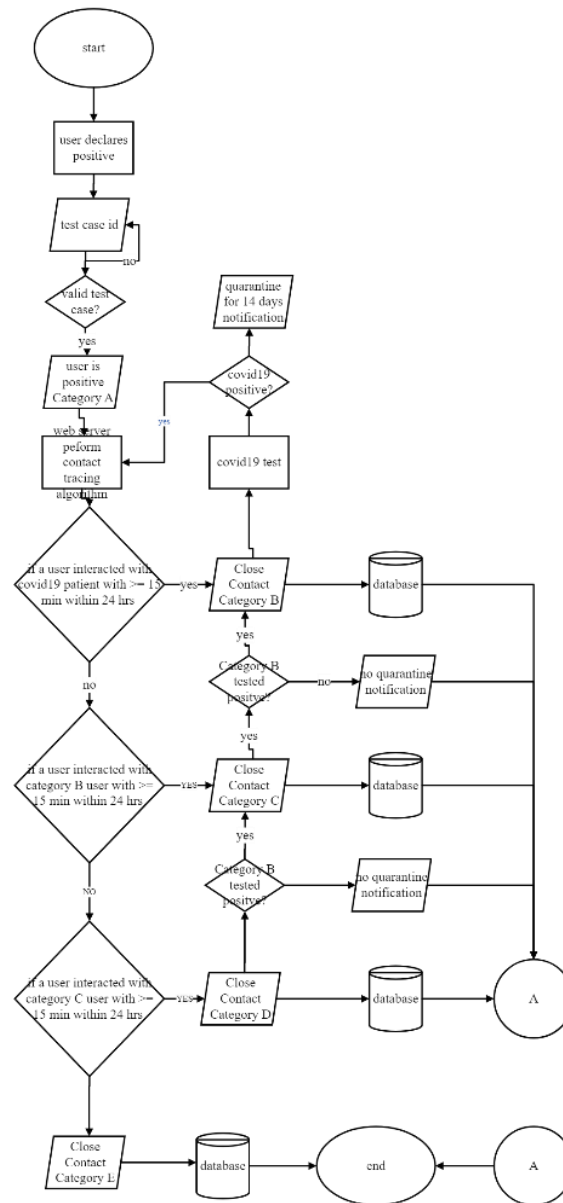 start
user declares
positive
test case id
no
valid test
case?
yes
quarantine
for 14 days
notification
user is
positive
Category A
covid19
positive?
yes
web server
peform
contact
tracing
algorithm
covid19 test
if a user interacted with
covid19 patient with >= 15
min within 24 hrs
yes
Close
Contact
Category B
database
yes
no
Category B
tested
positve?
no
no quarantine
notification
yes
if a user interacted with
category B user with >=
15 min within 24 hrs
YES
Close
Contact
Category C
database
yes
NO
Category B
tested
positve?
no quarantine
notification
if a user interacted with
category C user with >=
15 min within 24 hrs
YES
Close
Contact
Category D
database
A
Close
Contact
Category E
database
end
A